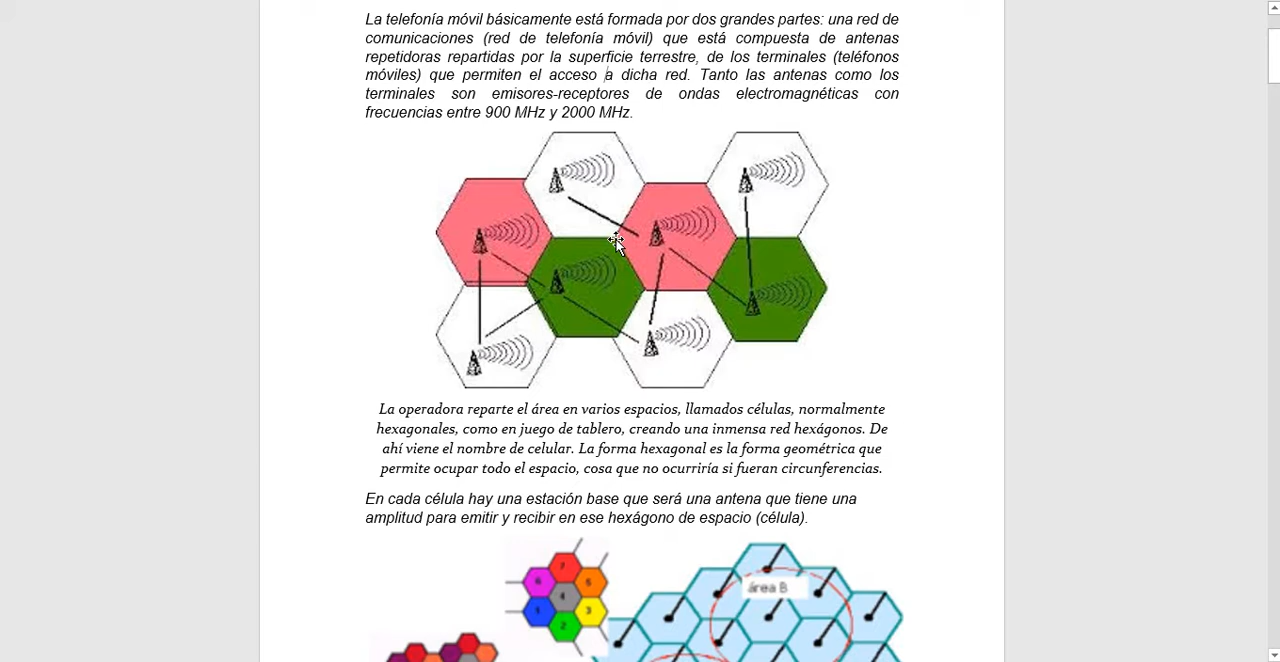 La telefonía móvil básicamente está formada por dos grandes partes: una red de
comunicaciones (red de telefonía móvil) que está compuesta de antenas
repetidoras repartidas por la superficie terrestre, de los terminales (teléfonos
móviles) que permiten el acceso a dicha red. Tanto las antenas como los
terminales son emisores-receptores de ondas electromagnéticas con
frecuencias entre 900 MHz y 2000 MHz.
La operadora reparte el área en varios espacios, llamados células, normalmente
hexagonales, como en juego de tablero, creando una inmensa red hexágonos. De
ahí viene el nombre de celular. La forma hexagonal es la forma geométrica que
permite ocupar todo el espacio, cosa que no ocurriría si fueran circunferencias.
En cada célula hay una estación base que será una antena que tiene una
amplitud para emitir y recibir en ese hexágono de espacio (célula).
7
6
5
4
1
3
2
área B